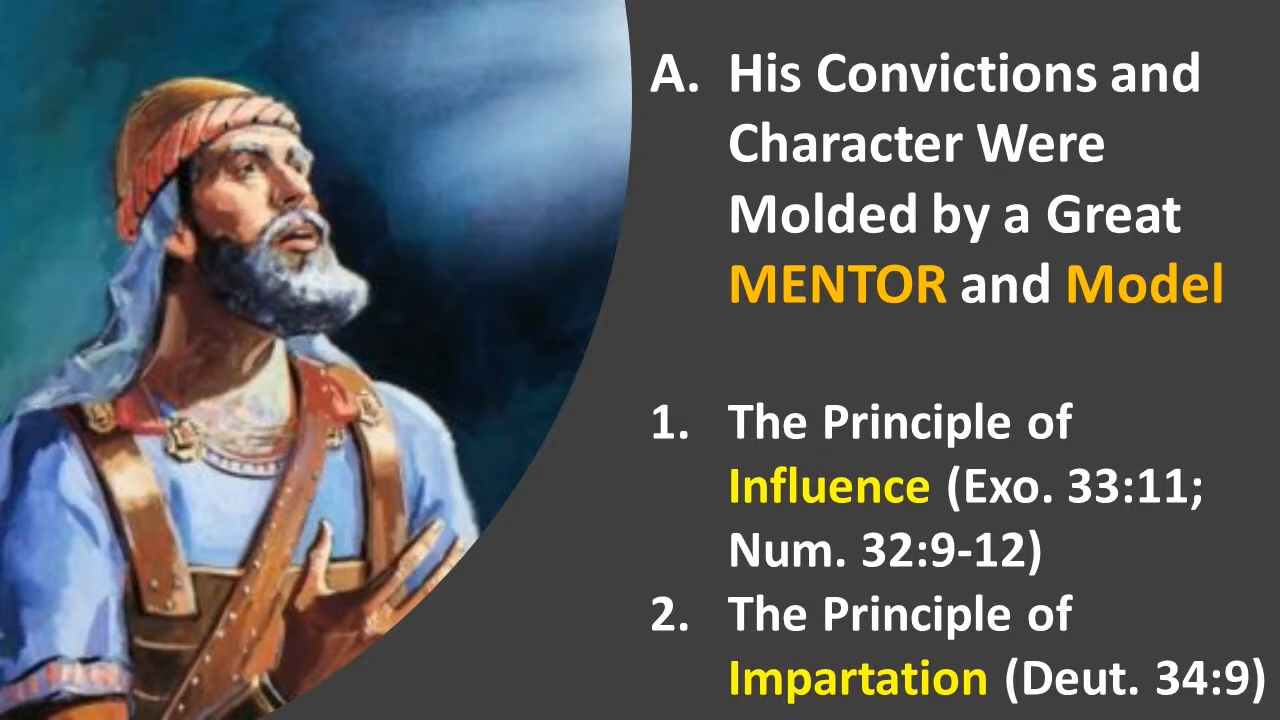 A. His Convictions and
Character Were
Molded by a Great
MENTOR and Model
1. The Principle of
Influence (Exo. 33:11;
Num. 32:9-12)
2. The Principle of
Impartation (Deut. 34:9)